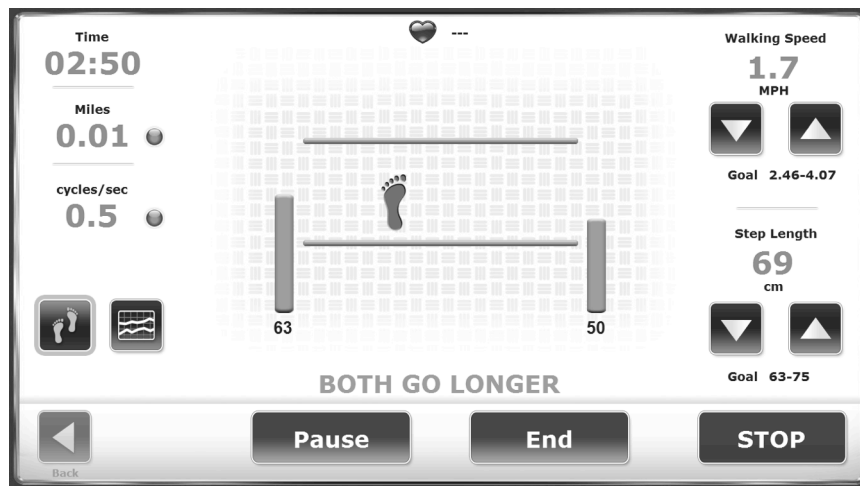 Time
02:50
Miles
0.01
cycles/sec
0.5
---
Walking Speed
1.7
MPH
Goal 2.46-4.07
Step Length
69
cm
Goal 63-75
63
50
BOTH GO LONGER
Back
Pause
End
STOP